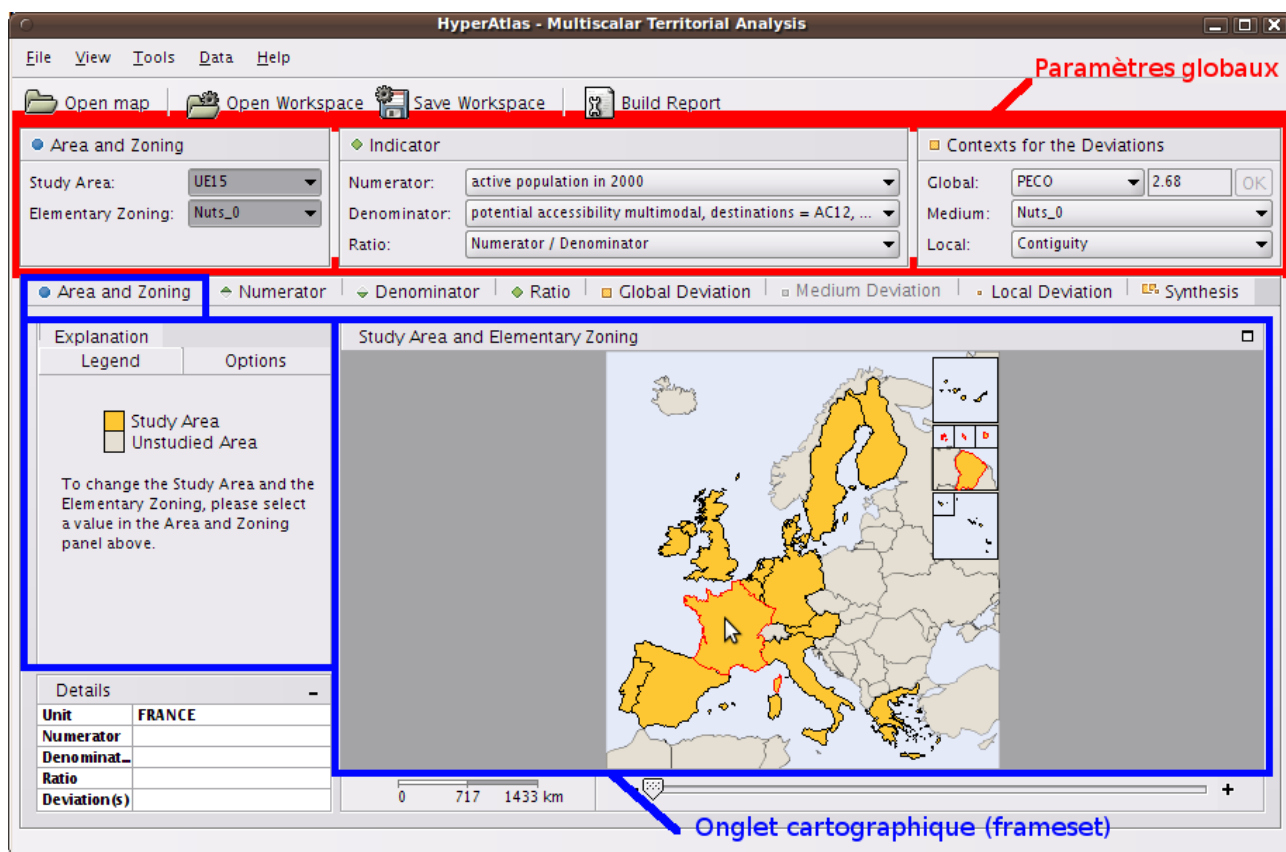 HyperAtlas - Multiscalar Territorial Analysis
File View Tools Data Help
Paramètres globaux
Open map Open Workspace Save Workspace Build Report
Area and Zoning
Study Area: UE15
Elementary Zoning: Nuts_0
Indicator
Numerator: active population in 2000
Denominator: potential accessibility multimodal, destinations = AC12, ...
Ratio: Numerator / Denominator
Contexts for the Deviations
Global: PECO 2.68 OK
Medium: Nuts_0
Local: Contiguity
Area and Zoning Numerator Denominator Ratio Global Deviation Medium Deviation Local Deviation Synthesis
Explanation
Legend Options
Study Area
Unstudied Area
To change the Study Area and the
Elementary Zoning, please select
a value in the Area and Zoning
panel above.
Study Area and Elementary Zoning
Details
Unit FRANCE
Numerator
Denominat...
Ratio
Deviation(s)
0 717 1433 km
- +
Onglet cartographique (frameset)